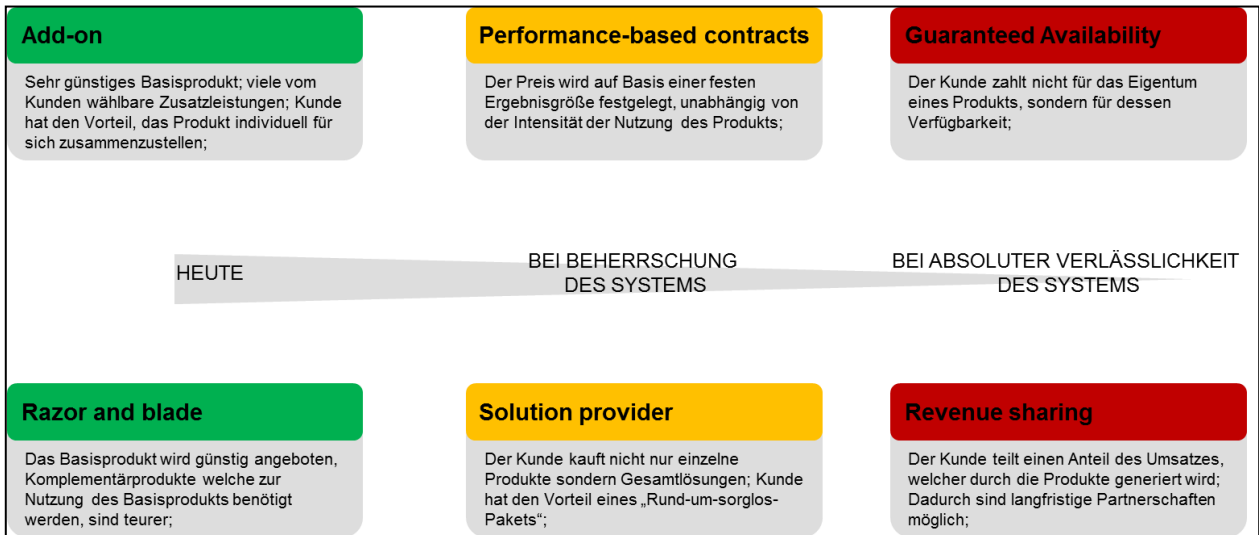 Add-on
Sehr günstiges Basisprodukt; viele vom
Kunden wählbare Zusatzleistungen; Kunde
hat den Vorteil, das Produkt individuell für
sich zusammenzustellen;
Performance-based contracts
Der Preis wird auf Basis einer festen
Ergebnisgröße festgelegt, unabhängig von
der Intensität der Nutzung des Produkts;
Guaranteed Availability
Der Kunde zahlt nicht für das Eigentum
eines Produkts, sondern für dessen
Verfügbarkeit;
HEUTE
BEI BEHERRSCHUNG
DES SYSTEMS
BEI ABSOLUTER VERLÄSSLICHKEIT
DES SYSTEMS
Razor and blade
Das Basisprodukt wird günstig angeboten,
Komplementärprodukte welche zur
Nutzung des Basisprodukts benötigt
werden, sind teurer;
Solution provider
Der Kunde kauft nicht nur einzelne
Produkte sondern Gesamtlösungen; Kunde
hat den Vorteil eines „Rund-um-sorglos-
Pakets“;
Revenue sharing
Der Kunde teilt einen Anteil des Umsatzes,
welcher durch die Produkte generiert wird;
Dadurch sind langfristige Partnerschaften
möglich;